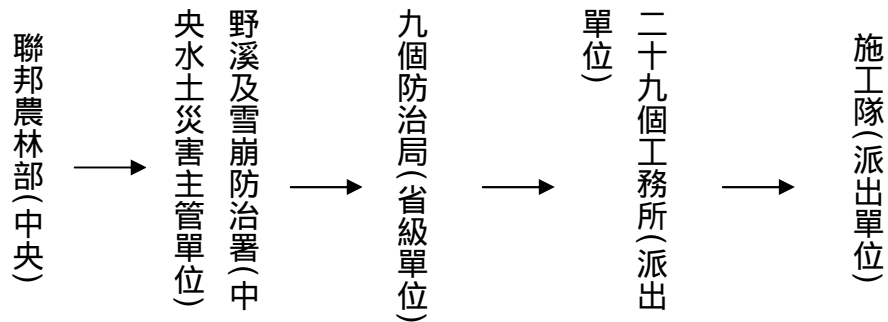 聯邦農林部(中央)
野溪及雪崩防治署(中
央水土災害主管單位)
九個防治局(省級單位)
二十九個工務所(派出
單位)
施工隊(派出單位)